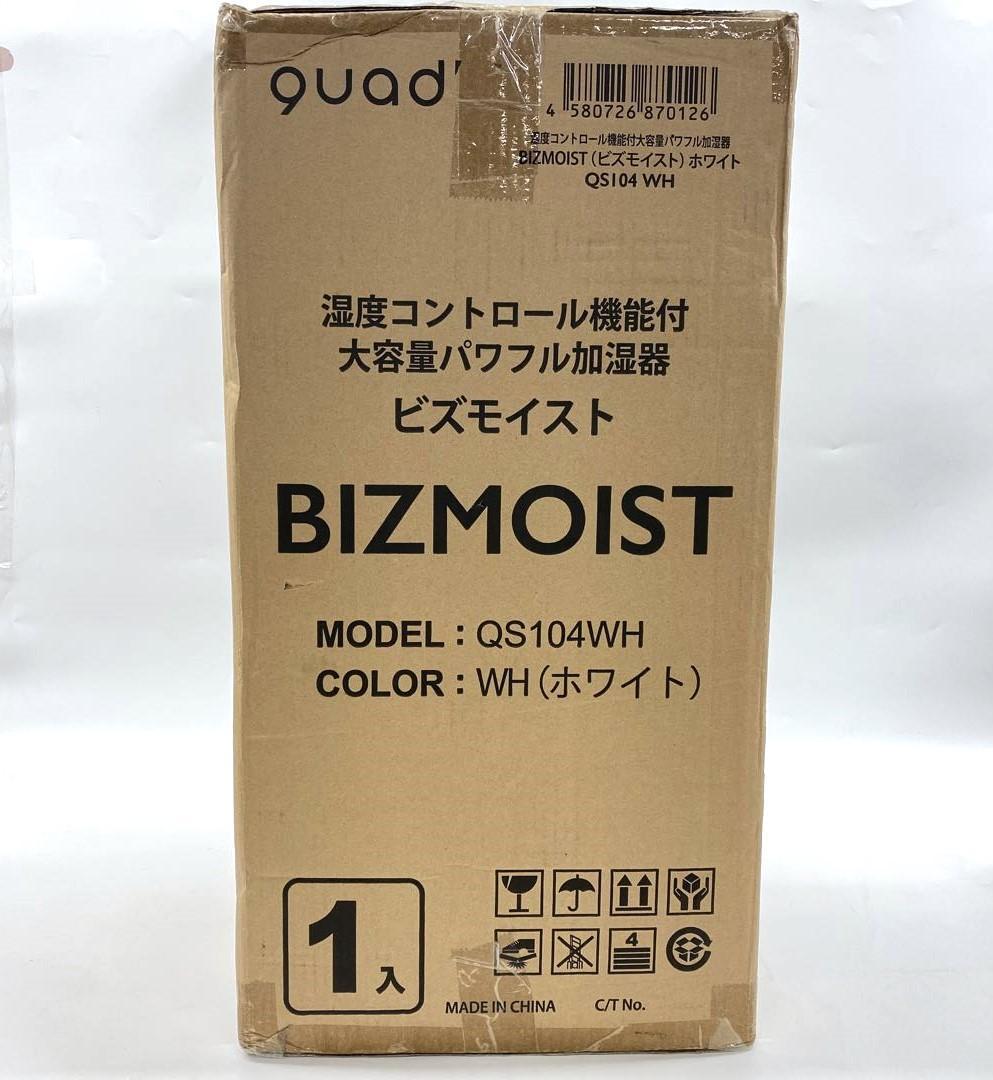 quad
4 580726 870126
湿度コントロール機能付大容量パワフル加湿器
BIZMOIST（ビズモイスト）ホワイト
QS104 WH
湿度コントロール機能付
大容量パワフル加湿器
ビズモイスト
BIZMOIST
MODEL：QS104WH
COLOR：WH（ホワイト）
4
1入
MADE IN CHINA C/T No.